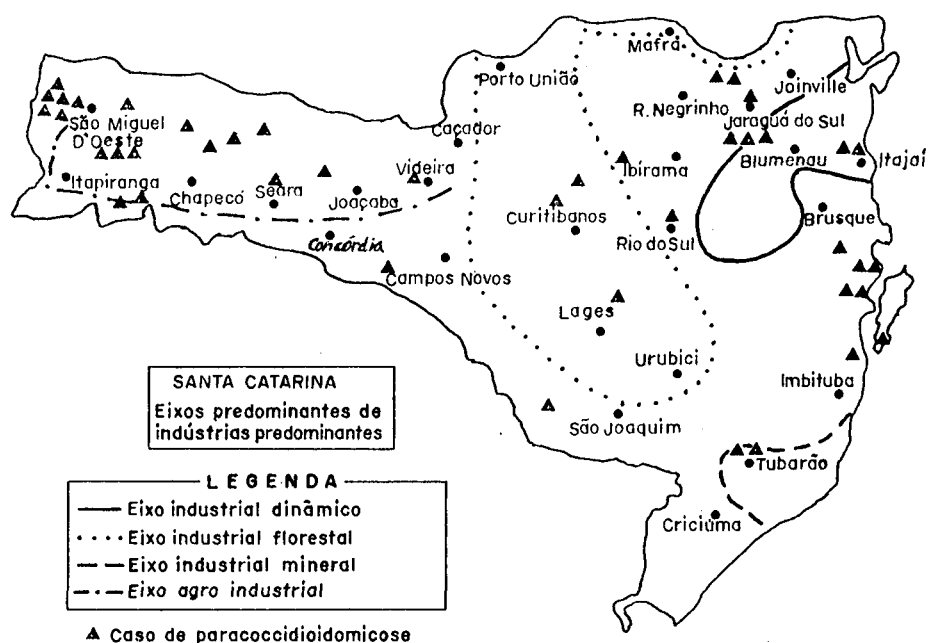 Mafra
Porto União
Joinville
R. Negrinho
Jaraguá do Sul
São Miguel
D'Oeste
Caçador
Ibirama
Blumenau
Itajaí
Itapiranga
Chapecó
Seara
Videira
Joaçaba
Curitibanos
Brusque
Concórdia
Rio do Sul
Campos Novos
Lages
Urubici
Imbituba
São Joaquim
Tubarão
Criciúma
SANTA CATARINA
Eixos predominantes de
indústrias predominantes
LEGENDA
Eixo industrial dinâmico
Eixo industrial florestal
Eixo industrial mineral
Eixo agro industrial
Caso de paracoccidioidomicose